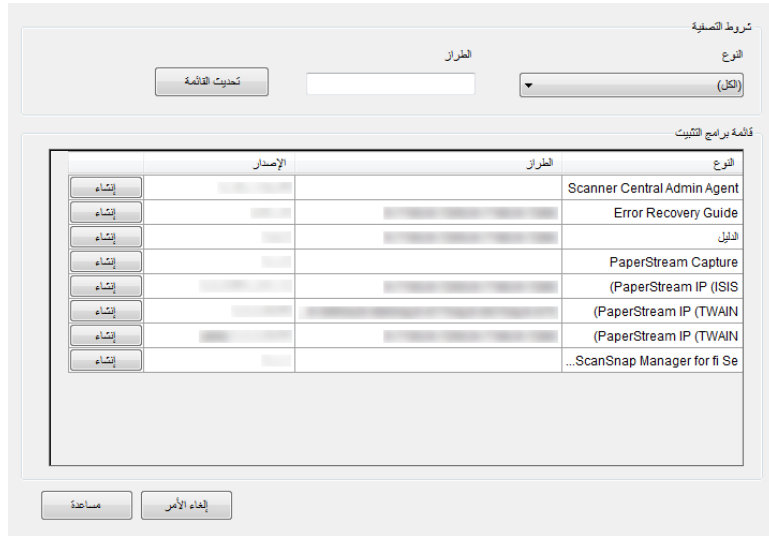 شروط التصفية
النوع
الطراز
(الكل)
تحديث القائمة
قائمة برامج التثبيت
النوع الطراز الإصدار
Scanner Central Admin Agent إنشاء
Error Recovery Guide إنشاء
الدليل إنشاء
PaperStream Capture إنشاء
(PaperStream IP (ISIS إنشاء
(PaperStream IP (TWAIN إنشاء
(PaperStream IP (TWAIN إنشاء
...ScanSnap Manager for fi Se إنشاء
إلغاء الأمر
مساعدة